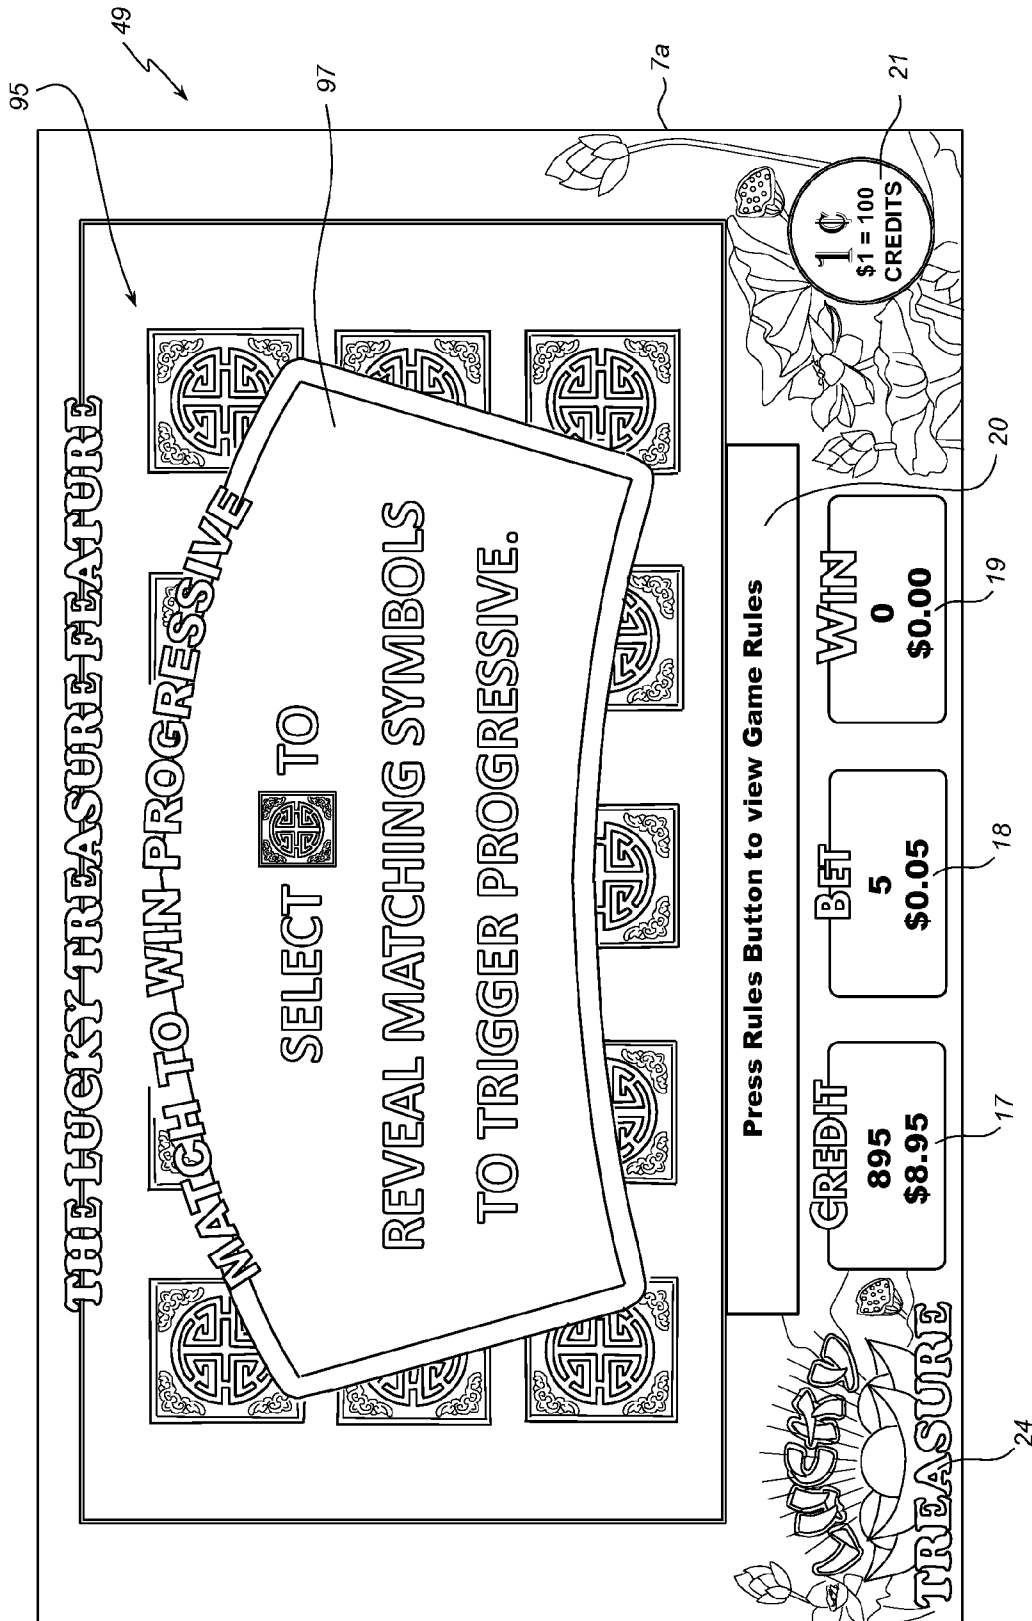 49
95
97
7a
THE LUCKY TREASURE FEATURE
MATCH TO WIN PROGRESSIVE
SELECT TO
REVEAL MATCHING SYMBOLS
TO TRIGGER PROGRESSIVE.
Press Rules Button to view Game Rules
20
LUCKY
TREASURE
24
CREDIT
895
$8.95
17
BET
5
$0.05
18
WIN
0
$0.00
19
1¢
$1 = 100
CREDITS
21